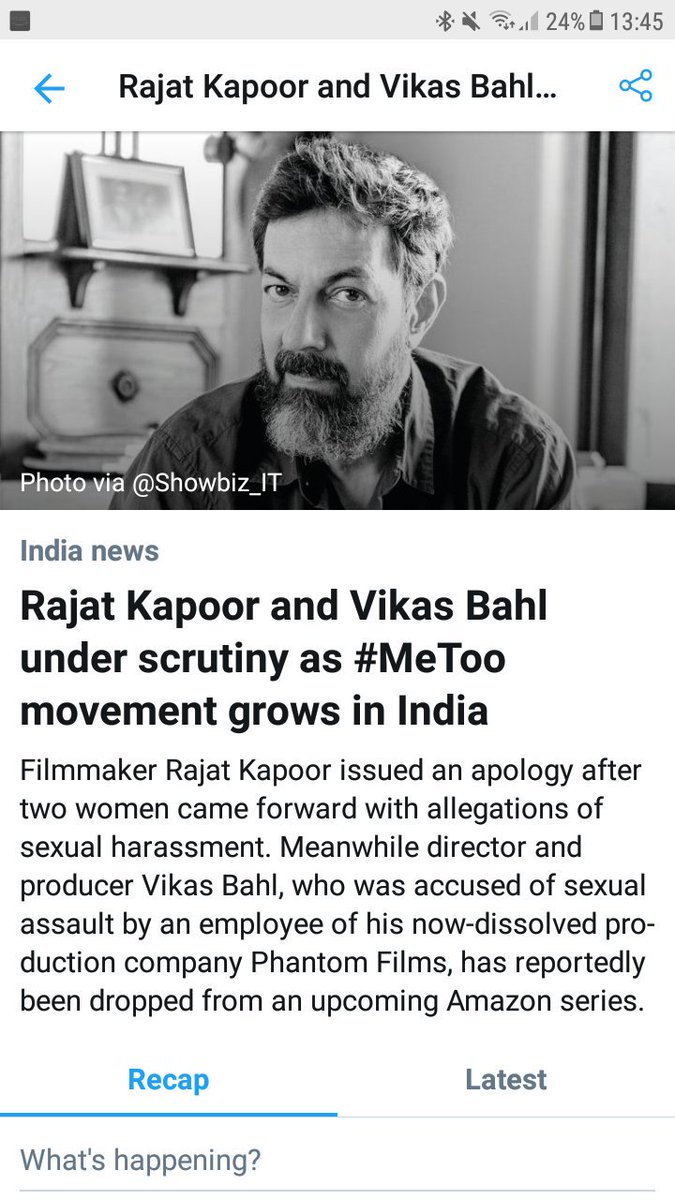 24% 13:45
Rajat Kapoor and Vikas Bahl...
Photo via @Showbiz_IT
India news
Rajat Kapoor and Vikas Bahl
under scrutiny as #MeToo
movement grows in India
Filmmaker Rajat Kapoor issued an apology after
two women came forward with allegations of
sexual harassment. Meanwhile director and
producer Vikas Bahl, who was accused of sexual
assault by an employee of his now-dissolved pro-
duction company Phantom Films, has reportedly
been dropped from an upcoming Amazon series.
Recap Latest
What's happening?